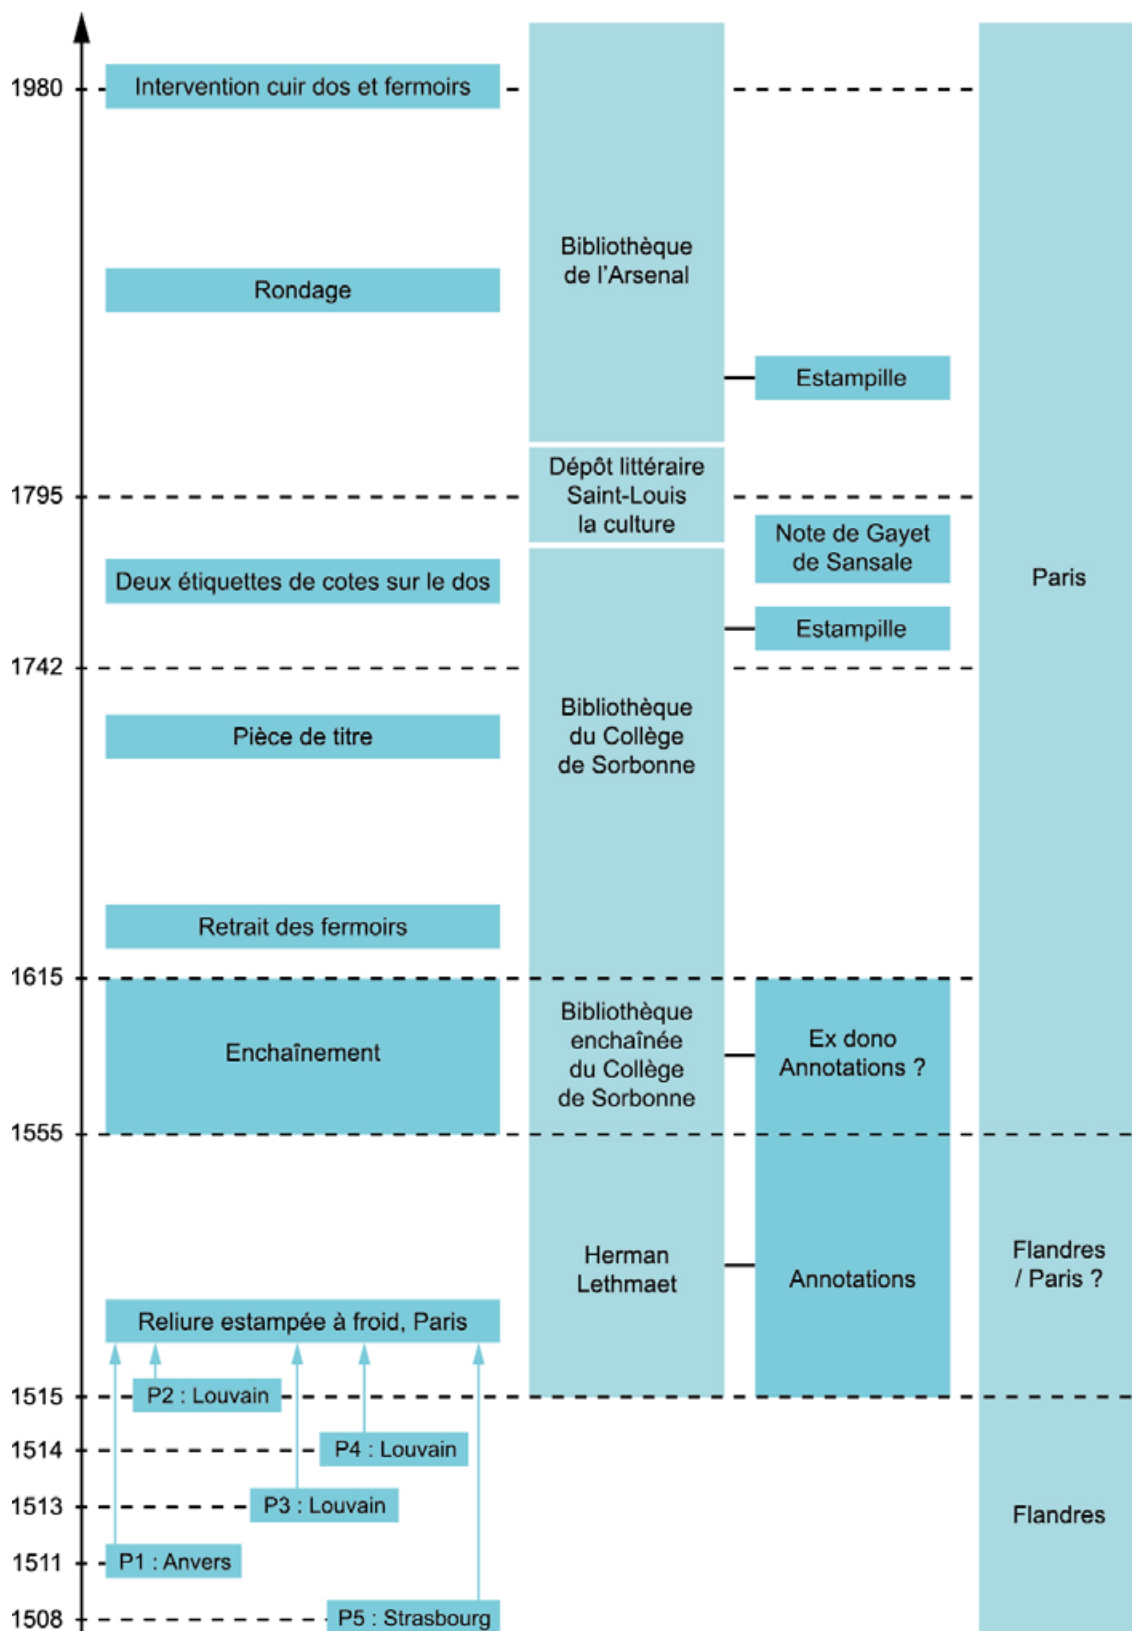 1980
Intervention cuir dos et fermoirs
Bibliothèque
de l'Arsenal
Rondage
Estampille
Dépôt littéraire
Saint-Louis
la culture
1795
Note de Gayet
de Sansale
Deux étiquettes de cotes sur le dos
Paris
Estampille
1742
Bibliothèque
du Collège
de Sorbonne
Pièce de titre
Retrait des fermoirs
1615
Bibliothèque
enchaînée
du Collège
de Sorbonne
Enchaînement
Ex dono
Annotations ?
1555
Herman
Lethmaet
Annotations
Flandres
/ Paris ?
Reliure estampée à froid, Paris
1515
P2 : Louvain
1514
P4 : Louvain
1513
P3 : Louvain
Flandres
1511
P1 : Anvers
1508
P5 : Strasbourg